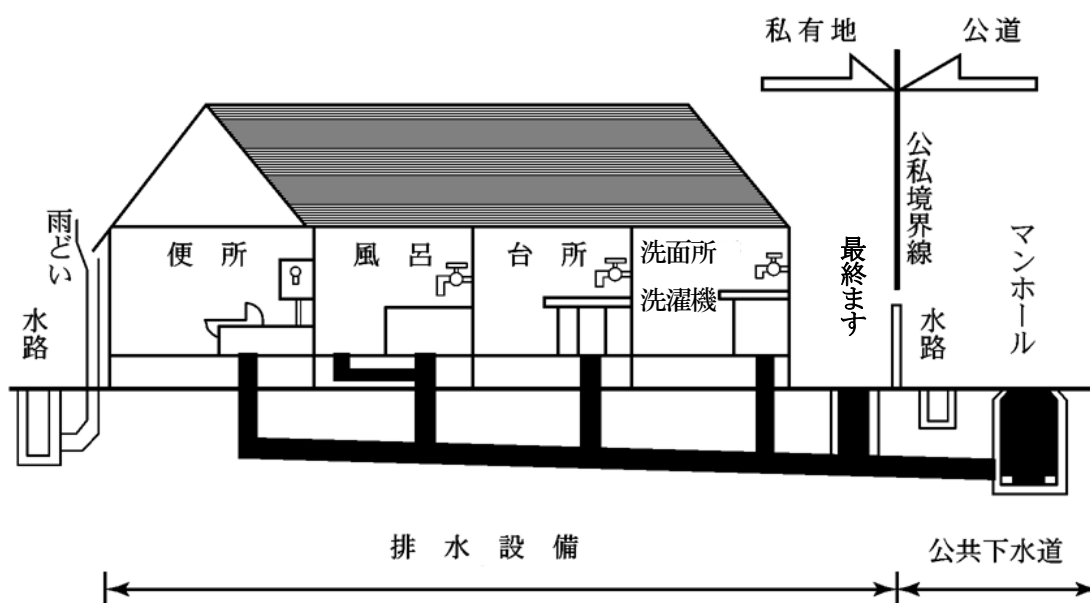 私有地
公道
公私境界線
雨どい
便所
風呂
台所
洗面所
洗濯機
最終ます
マンホール
水路
水路
排水設備
公共下水道